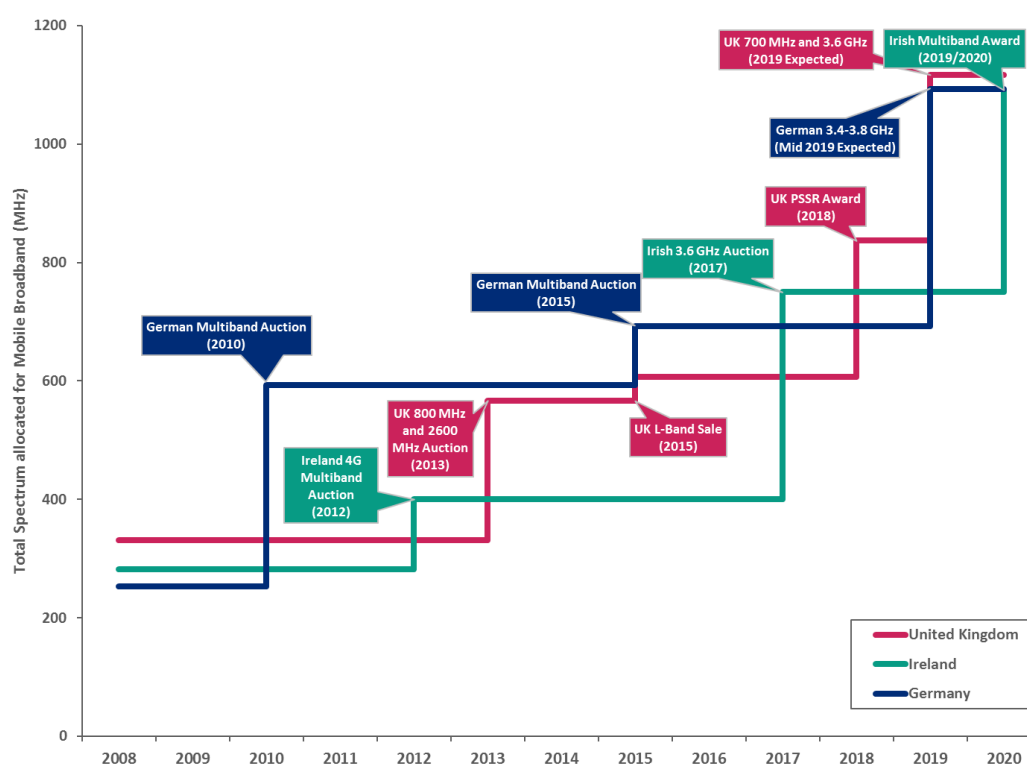 Total Spectrum allocated for Mobile Broadband (MHz)
1200
1000
800
600
400
200
0
UK 700 MHz and 3.6 GHz
(2019 Expected)
Irish Multiband Award
(2019/2020)
German 3.4-3.8 GHz
(Mid 2019 Expected)
UK PSSR Award
(2018)
Irish 3.6 GHz Auction
(2017)
German Multiband Auction
(2015)
German Multiband Auction
(2010)
UK 800 MHz
and 2600
MHz Auction
(2013)
UK L-Band Sale
(2015)
Ireland 4G
Multiband
Auction
(2012)
United Kingdom
Ireland
Germany
2008 2009 2010 2011 2012 2013 2014 2015 2016 2017 2018 2019 2020